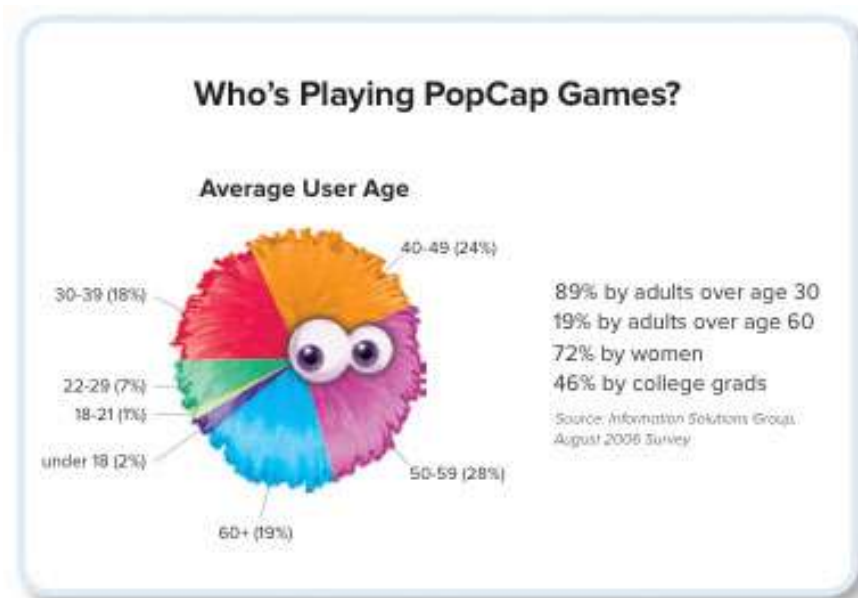 Who's Playing PopCap Games?
Average User Age
40-49 (24%)
30-39 (18%)
22-29 (7%)
18-21 (1%)
under 18 (2%)
60+ (19%)
50-59 (28%)
89% by adults over age 30
19% by adults over age 60
72% by women
46% by college grads
Source: Information Solutions Group,
August 2006 Survey